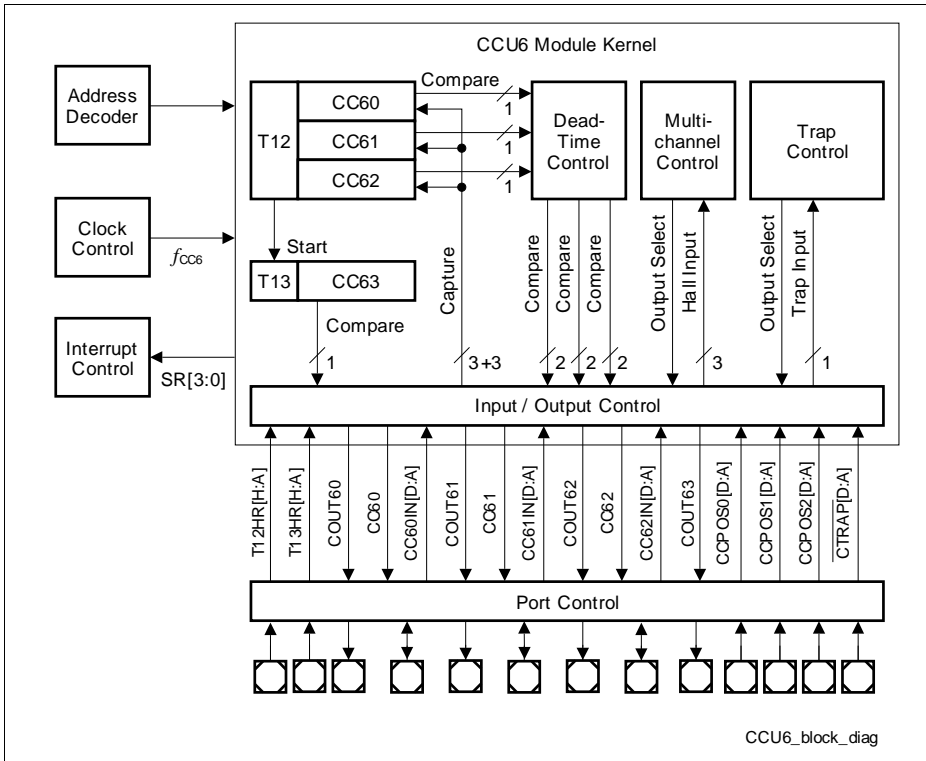 CCU6 Module Kernel
Address
Decoder
Clock
Control
fCC6
Interrupt
Control
SR[3:0]
T12
CC60
CC61
CC62
Compare
1
1
1
Dead-
Time
Control
Multi-
channel
Control
Trap
Control
Start
T13
CC63
Compare
1
Capture
3+3
Compare
Compare
Compare
2
2
2
Output Select
Hall Input
3
Output Select
Trap Input
1
Input / Output Control
T12HR[H:A]
T13HR[H:A]
COUT60
CC60
CC60IN[D:A]
COUT61
CC61
CC61IN[D:A]
COUT62
CC62
CC62IN[D:A]
COUT63
CCPOS0[D:A]
CCPOS1[D:A]
CCPOS2[D:A]
CTRAP[D:A]
Port Control
CCU6_block_diag